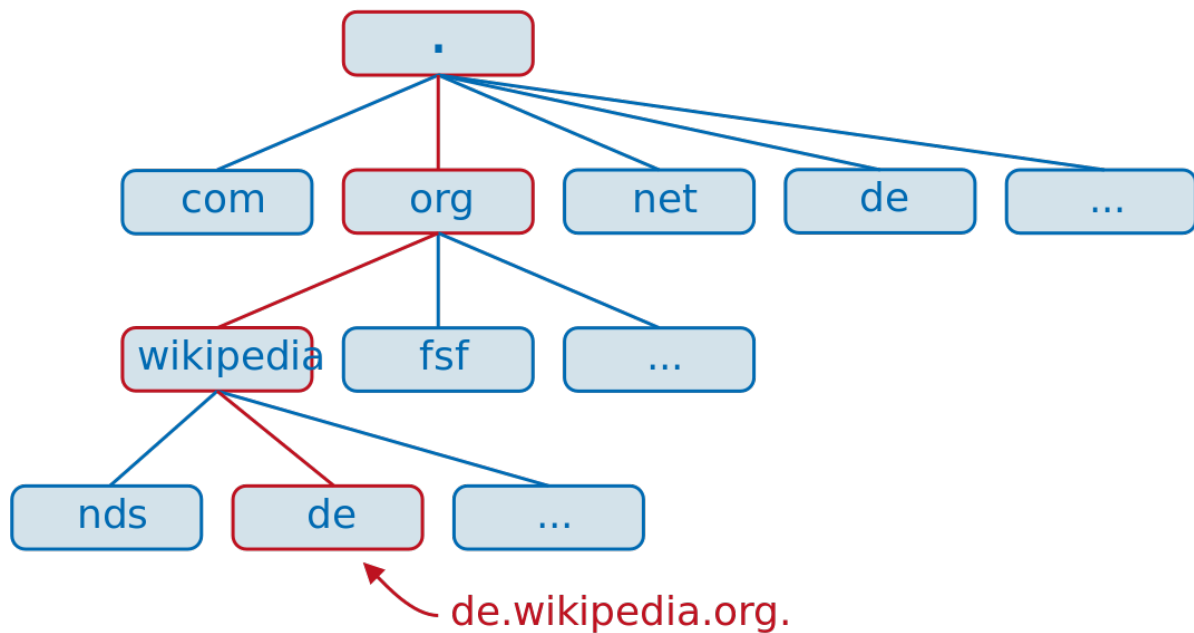 .
com org net de ...
wikipedia fsf ...
nds de ...
de.wikipedia.org.